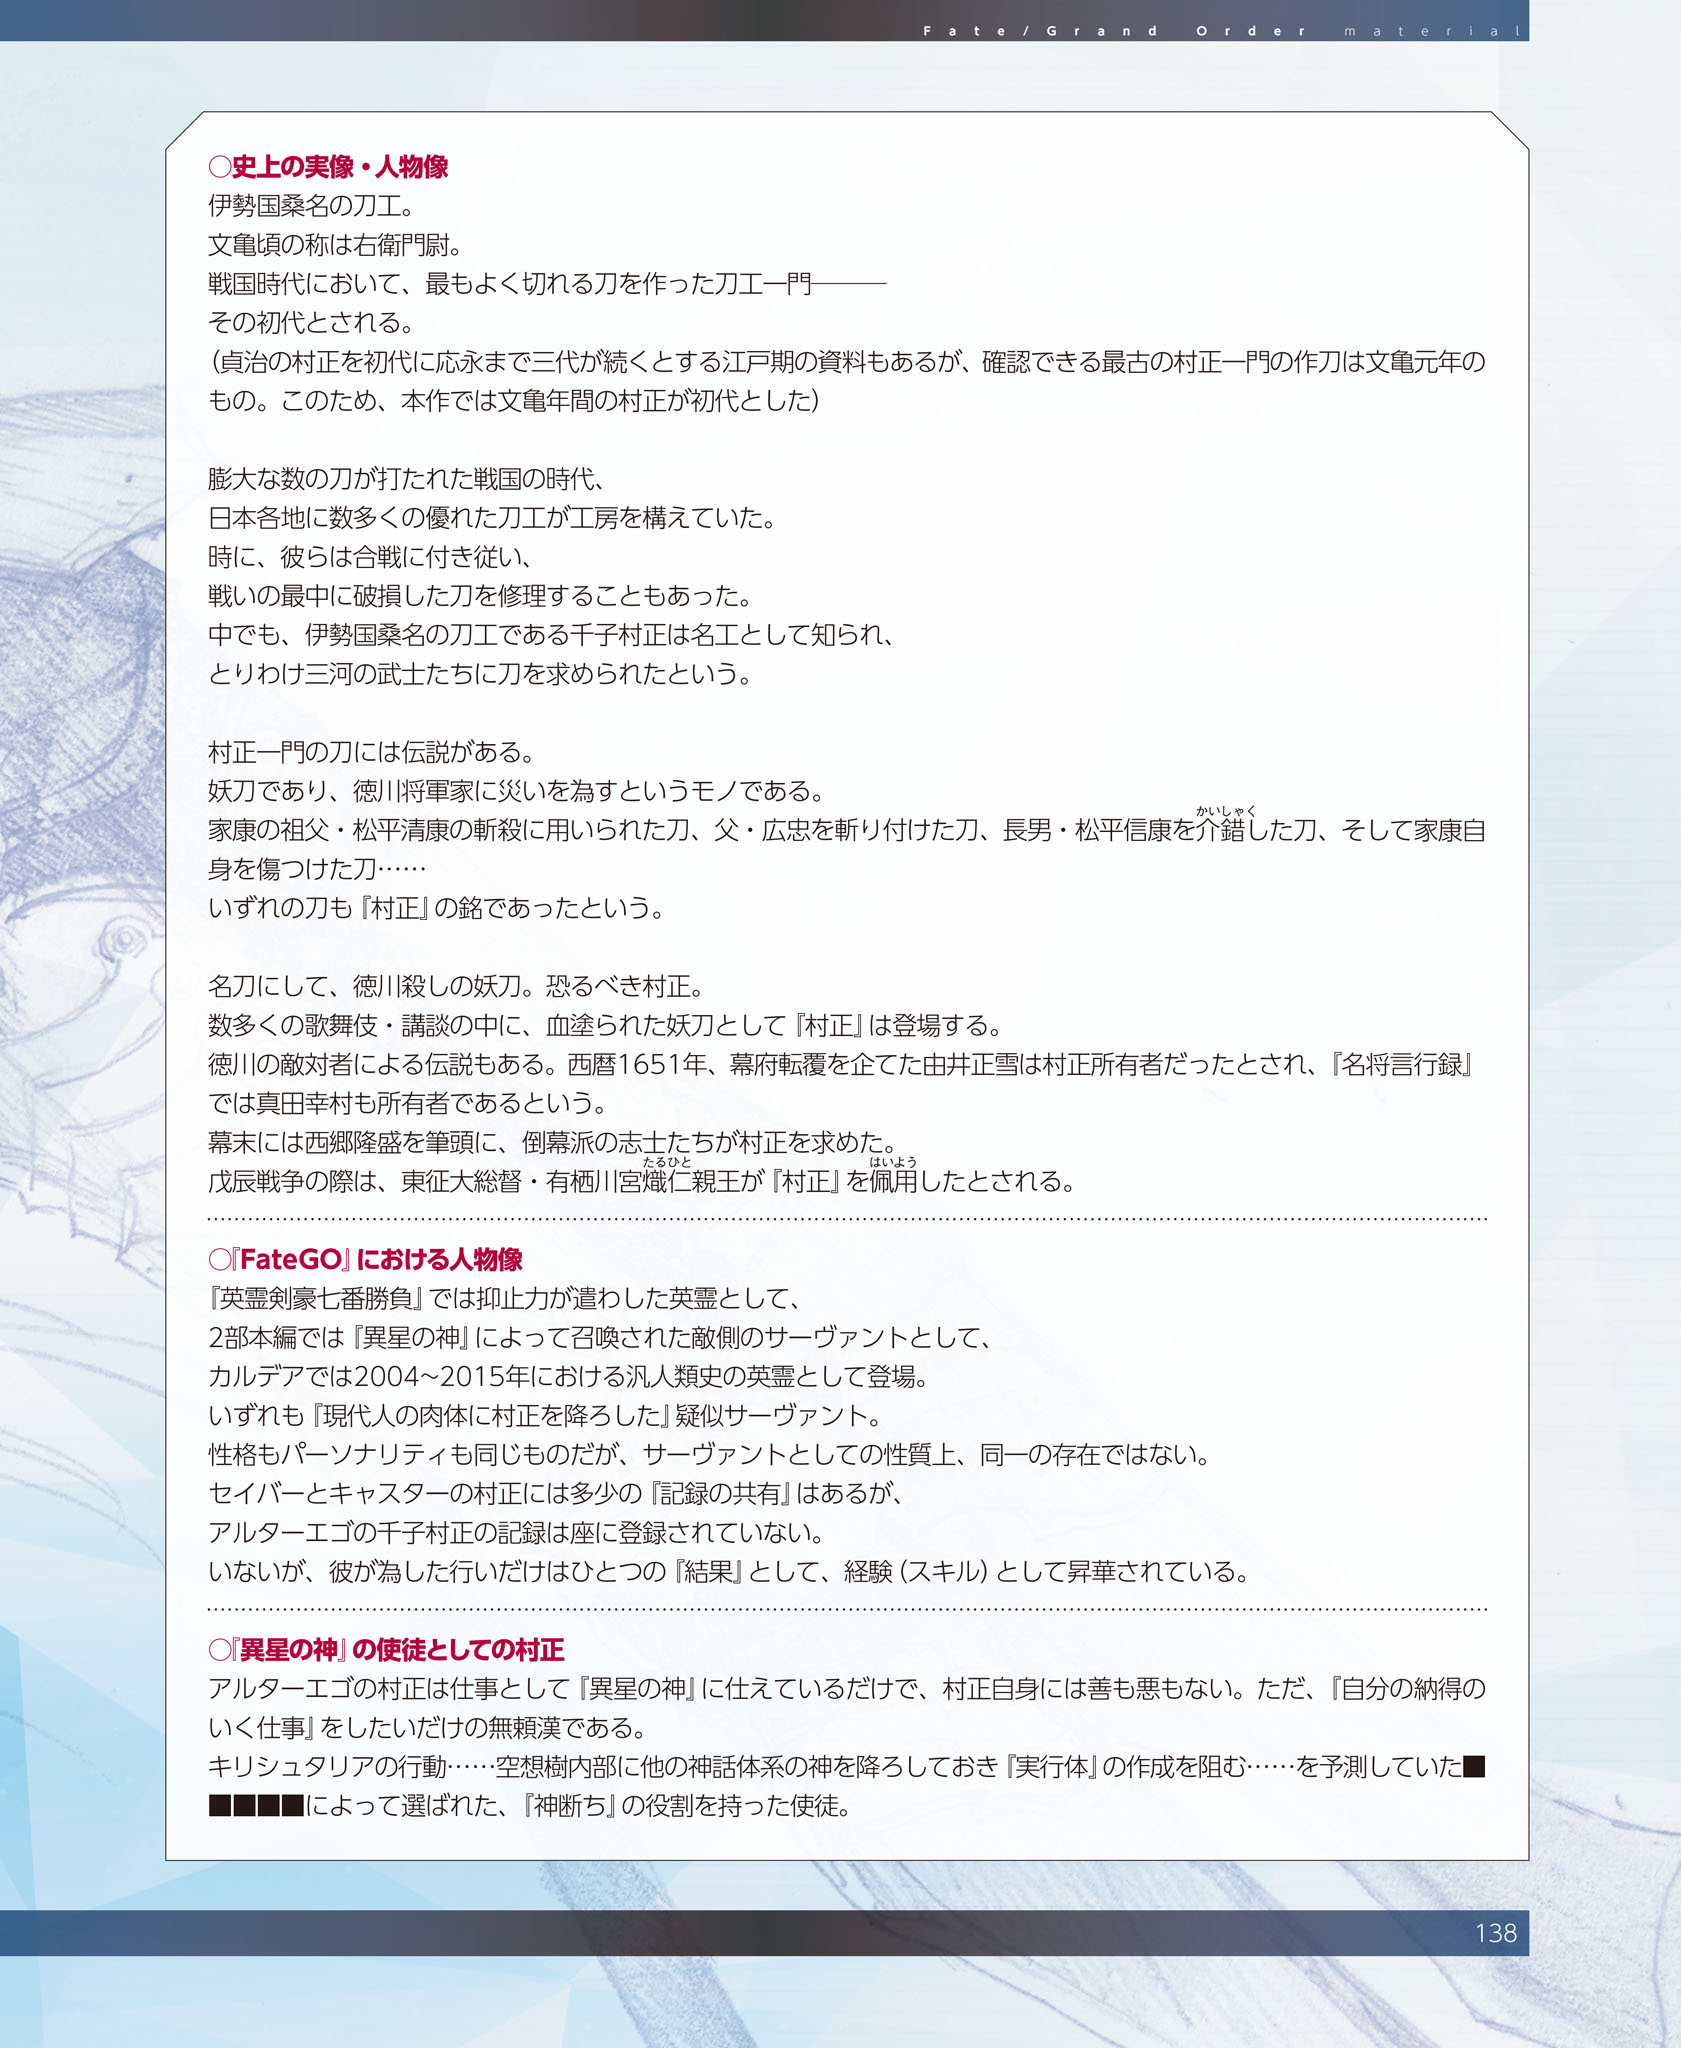 Fate/Grand Order material
○史上の実像・人物像
伊勢国桑名の刀工。
文亀頃の称は右衛門尉。
戦国時代において、最もよく切れる刀を作った刀工一門―――
その初代とされる。
(貞治の村正を初代に応永まで三代が続くとする江戸期の資料もあるが、確認できる最古の村正一門の作刀は文亀元年の
もの。このため、本作では文亀年間の村正が初代とした)
膨大な数の刀が打たれた戦国の時代、
日本各地に数多くの優れた刀工が工房を構えていた。
時に、彼らは合戦に付き従い、
戦いの最中に破損した刀を修理することもあった。
中でも、伊勢国桑名の刀工である千子村正は名工として知られ、
とりわけ三河の武士たちに刀を求められたという。
村正一門の刀には伝説がある。
妖刀であり、徳川将軍家に災いを為すというモノである。
かいしゃく
家康の祖父・松平清康の斬殺に用いられた刀、父・広忠を斬り付けた刀、長男・松平信康を介錯した刀、そして家康自
身を傷つけた刀……
いずれの刀も『村正』の銘であったという。
名刀にして、徳川殺しの妖刀。恐るべき村正。
数多くの歌舞伎・講談の中に、血塗られた妖刀として『村正』は登場する。
徳川の敵対者による伝説もある。西暦1651年、幕府転覆を企てた由井正雪は村正所有者だったとされ、『名将言行録』
では真田幸村も所有者であるという。
幕末には西郷隆盛を筆頭に、倒幕派の志士たちが村正を求めた。
たるひと はいよう
戊辰戦争の際は、東征大総督・有栖川宮熾仁親王が『村正』を佩用したとされる。
○『FateGO』における人物像
『英霊剣豪七番勝負』では抑止力が遣わした英霊として、
2部本編では『異星の神』によって召喚された敵側のサーヴァントとして、
カルデアでは2004~2015年における汎人類史の英霊として登場。
いずれも『現代人の肉体に村正を降ろした』疑似サーヴァント。
性格もパーソナリティも同じものだが、サーヴァントとしての性質上、同一の存在ではない。
セイバーとキャスターの村正には多少の『記録の共有』はあるが、
アルターエゴの千子村正の記録は座に登録されていない。
いないが、彼が為した行いだけはひとつの『結果』として、経験(スキル)として昇華されている。
○『異星の神』の使徒としての村正
アルターエゴの村正は仕事として『異星の神』に仕えているだけで、村正自身には善も悪もない。ただ、『自分の納得の
いく仕事』をしたいだけの無頼漢である。
キリシュタリアの行動……空想樹内部に他の神話体系の神を降ろしておき『実行体』の作成を阻む……を予測していた■
■■■■によって選ばれた、『神断ち』の役割を持った使徒。
138